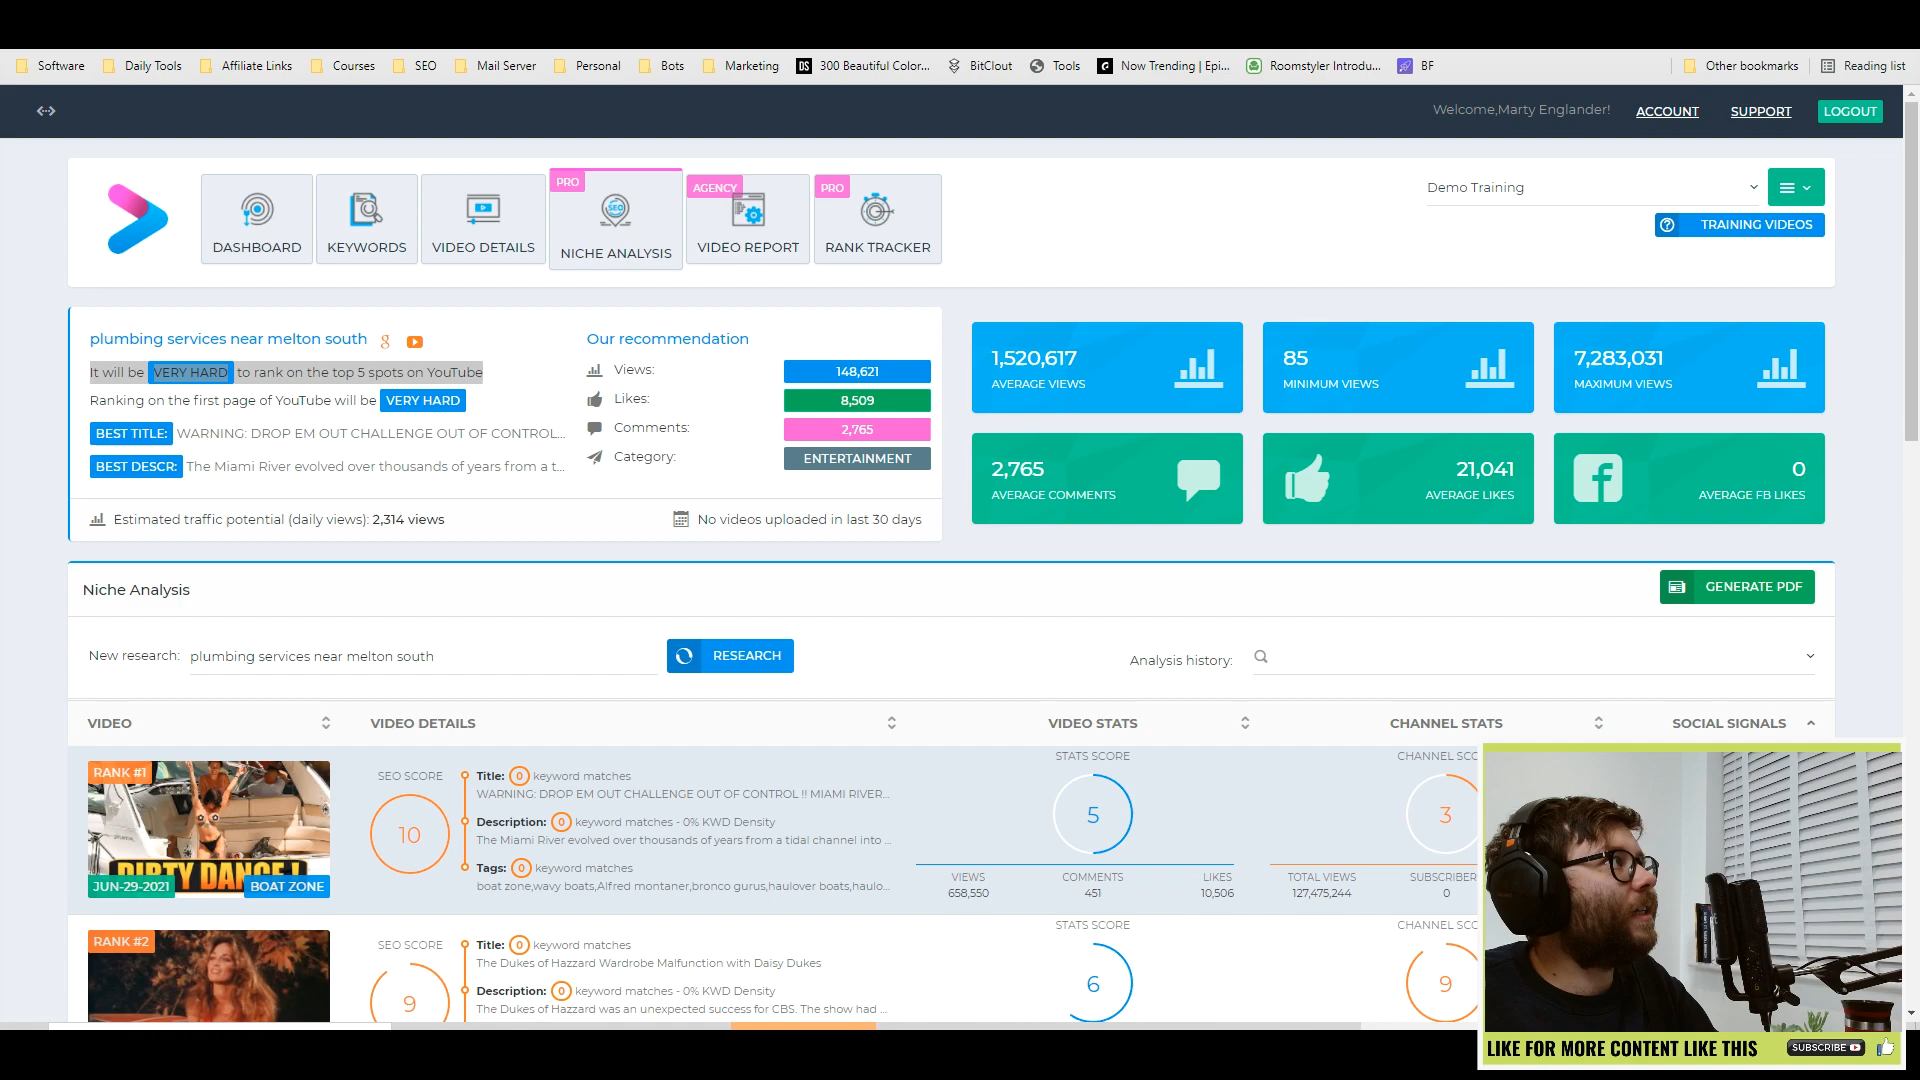 Software
Daily Tools
Affiliate Links
Courses
SEO
Mail Server
Personal
Bots
Marketing
DS 300 Beautiful Color...
BitClout
Tools
Now Trending | Epi...
Roomstyler Introdu...
BF
Other bookmarks
Reading list
Welcome,Marty Englander!
ACCOUNT
SUPPORT
LOGOUT
DASHBOARD
KEYWORDS
VIDEO DETAILS
PRO
SEO
NICHE ANALYSIS
AGENCY
VIDEO REPORT
PRO
RANK TRACKER
Demo Training
TRAINING VIDEOS
plumbing services near melton south
It will be VERY HARD to rank on the top 5 spots on YouTube
Ranking on the first page of YouTube will be VERY HARD
BEST TITLE: WARNING: DROP EM OUT CHALLENGE OUT OF CONTROL...
BEST DESCR: The Miami River evolved over thousands of years from a t...
Our recommendation
Views: 148,621
Likes: 8,509
Comments: 2,765
Category: ENTERTAINMENT
Estimated traffic potential (daily views): 2,314 views
No videos uploaded in last 30 days
1,520,617
AVERAGE VIEWS
85
MINIMUM VIEWS
7,283,031
MAXIMUM VIEWS
2,765
AVERAGE COMMENTS
21,041
AVERAGE LIKES
0
AVERAGE FB LIKES
Niche Analysis
GENERATE PDF
New research: plumbing services near melton south
RESEARCH
Analysis history:
VIDEO
VIDEO DETAILS
VIDEO STATS
CHANNEL STATS
SOCIAL SIGNALS
RANK #1
DIRTY DANCE
JUN-29-2021
BOAT ZONE
SEO SCORE
10
Title: 0 keyword matches
WARNING: DROP EM OUT CHALLENGE OUT OF CONTROL !! MIAMI RIVER...
Description: 0 keyword matches - 0% KWD Density
The Miami River evolved over thousands of years from a tidal channel into ...
Tags: 0 keyword matches
boat zone,wavy boats,Alfred montaner,bronco gurus,haulover boats,haulo...
STATS SCORE
5
VIEWS
658,550
COMMENTS
451
LIKES
10,506
CHANNEL SCO
3
TOTAL VIEWS
127,475,244
SUBSCRIBER
0
RANK #2
SEO SCORE
9
Title: 0 keyword matches
The Dukes of Hazzard Wardrobe Malfunction with Daisy Dukes
Description: 0 keyword matches - 0% KWD Density
The Dukes of Hazzard was an unexpected success for CBS. The show had ...
STATS SCORE
6
CHANNEL SCO
9
LIKE FOR MORE CONTENT LIKE THIS
SUBSCRIBE